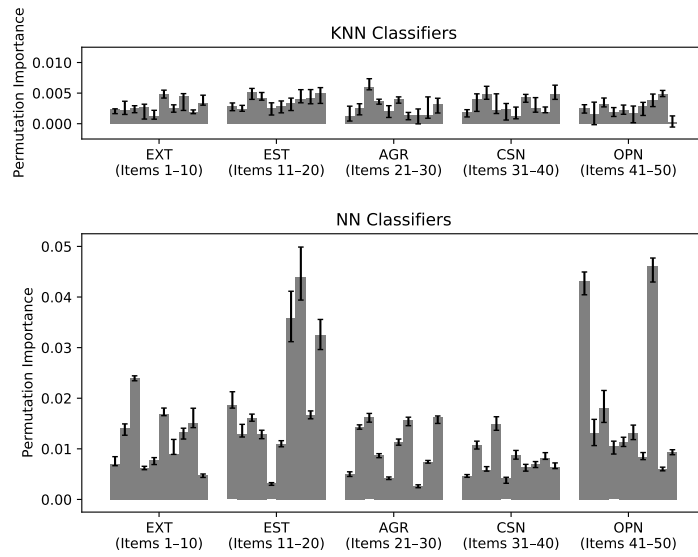 KNN Classifiers
Permutation Importance
0.010
0.005
0.000
EXT EST AGR CSN OPN
(Items 1–10) (Items 11–20) (Items 21–30) (Items 31–40) (Items 41–50)
NN Classifiers
Permutation Importance
0.05
0.04
0.03
0.02
0.01
0.00
EXT EST AGR CSN OPN
(Items 1–10) (Items 11–20) (Items 21–30) (Items 31–40) (Items 41–50)